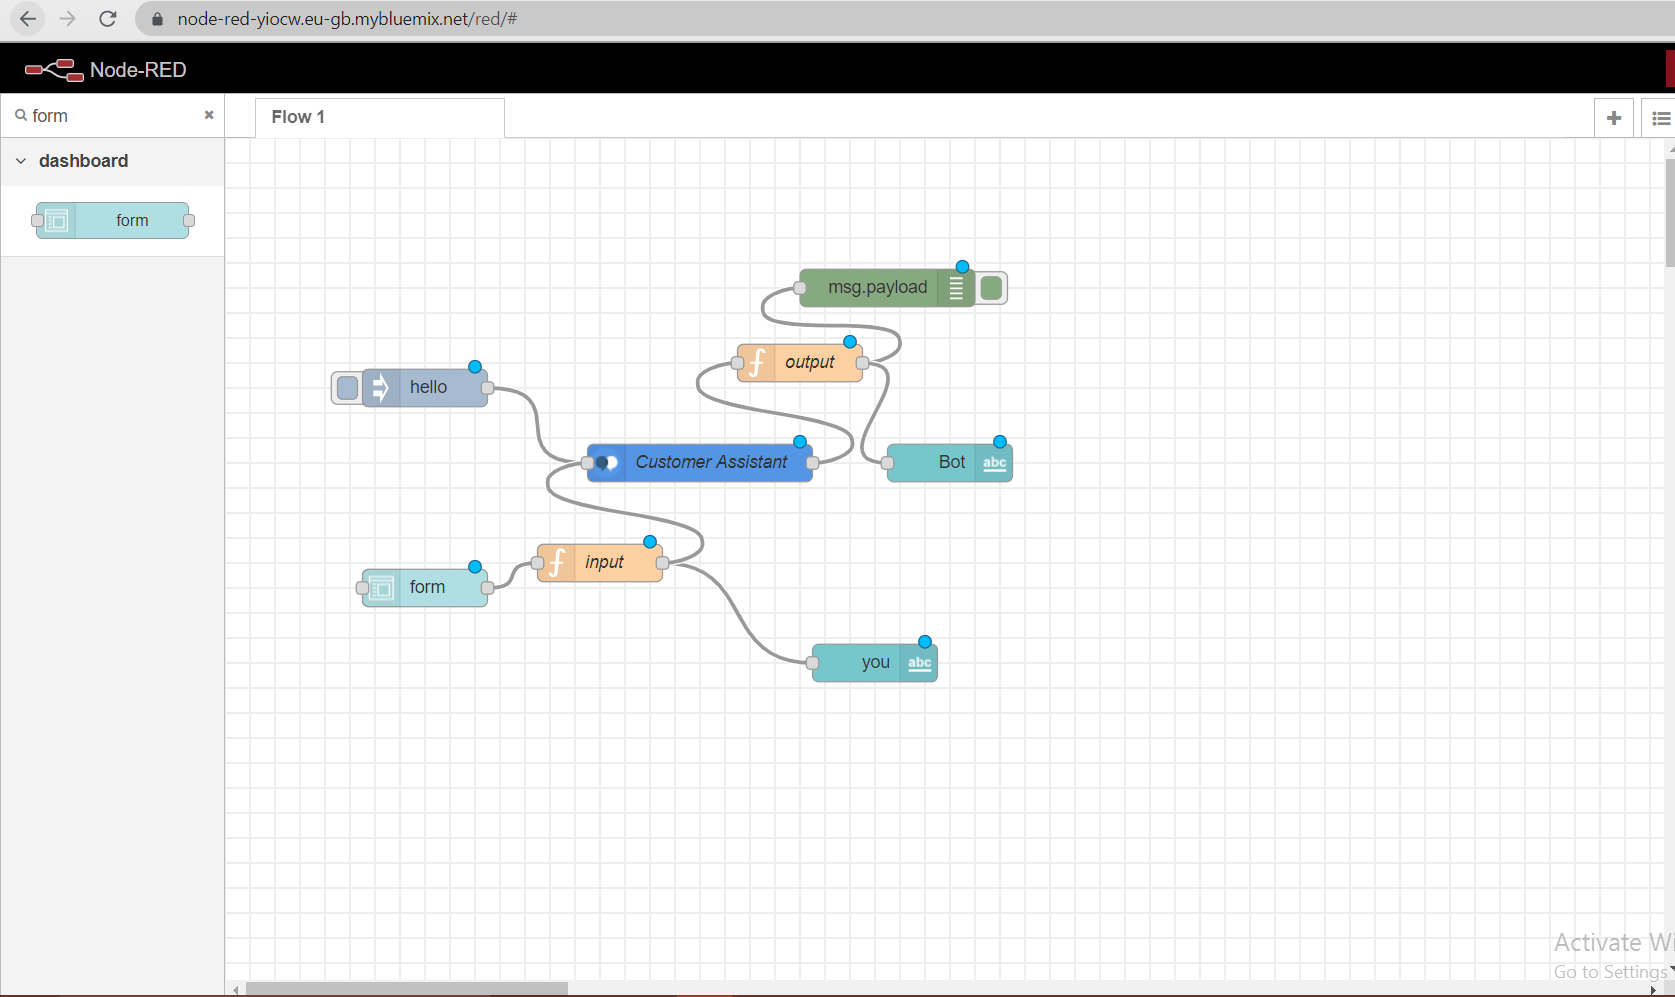 node-red-yiocw.eu-gb.mybluemix.net/red/#
Node-RED
form
Flow 1
dashboard
form
msg.payload
output
hello
Customer Assistant
Bot
abc
input
form
you
abc
Activate Wi
Go to Settings